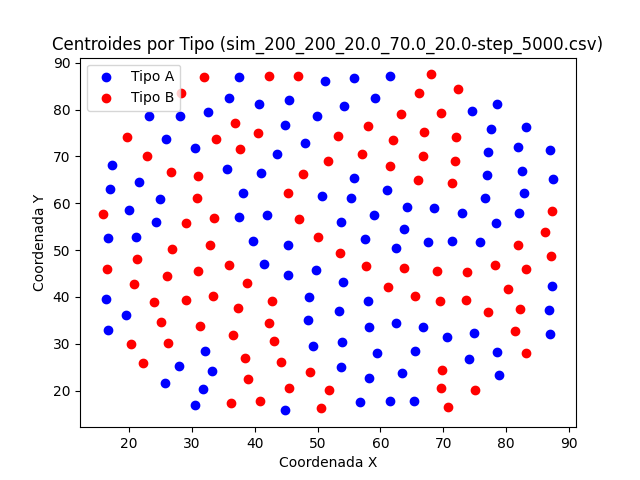 Centroides por Tipo (sim_200_200_20.0_70.0_20.0-step_5000.csv)
Tipo A
Tipo B
90
80
70
60
50
40
30
20
Coordenada Y
20 30 40 50 60 70 80 90
Coordenada X